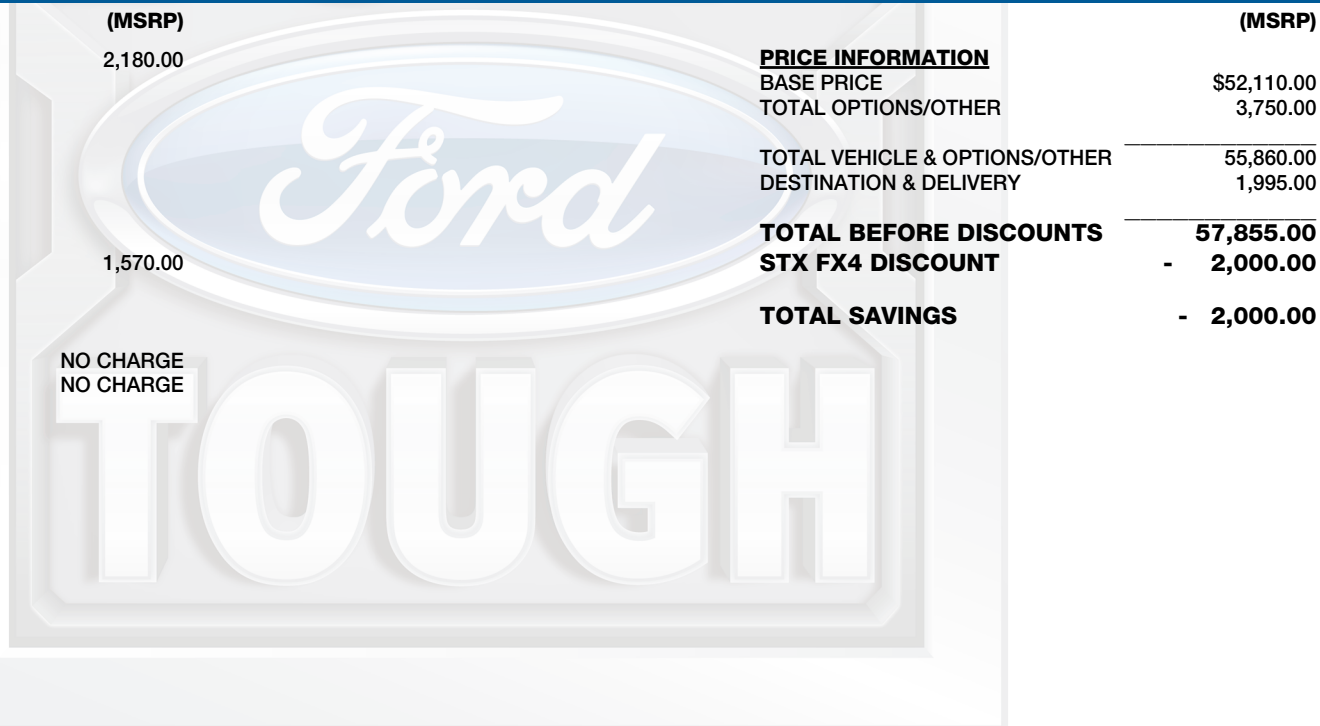 (MSRP)
2,180.00
1,570.00
NO CHARGE
NO CHARGE
(MSRP)
PRICE INFORMATION
BASE PRICE $52,110.00
TOTAL OPTIONS/OTHER 3,750.00
TOTAL VEHICLE & OPTIONS/OTHER 55,860.00
DESTINATION & DELIVERY 1,995.00
TOTAL BEFORE DISCOUNTS 57,855.00
STX FX4 DISCOUNT - 2,000.00
TOTAL SAVINGS - 2,000.00
Ford
TOUGH